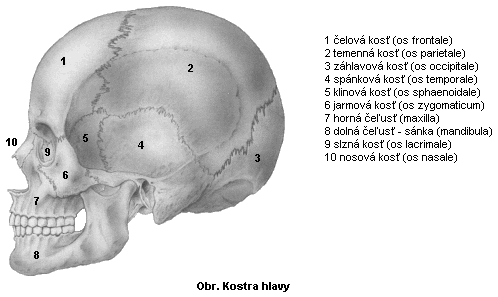 1
2
3
4
5
6
7
8
9
10
1 čelová kosť (os frontale)
2 temenná kosť (os parietale)
3 záhlavová kosť (os occipitale)
4 spánková kosť (os temporale)
5 klinová kosť (os sphaenoidale)
6 jarmová kosť (os zygomaticum)
7 horná čeľusť (maxilla)
8 dolná čeľusť - sánka (mandibula)
9 slzná kosť (os lacrimale)
10 nosová kosť (os nasale)
Obr. Kostra hlavy